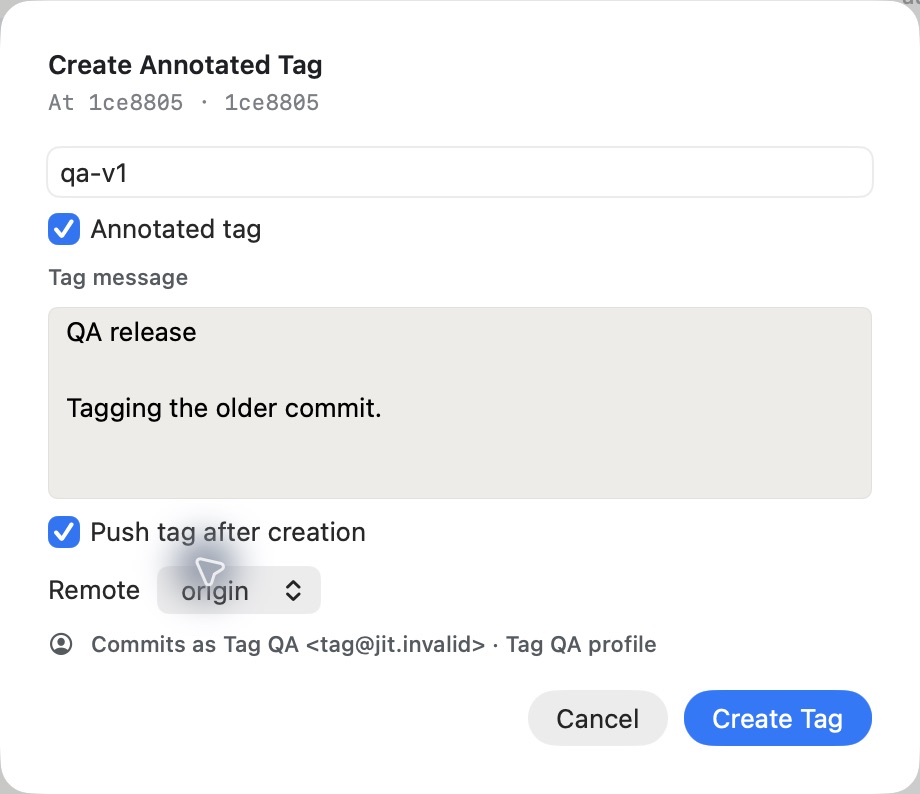 Create Annotated Tag
At 1ce8805 · 1ce8805
qa-v1
Annotated tag
Tag message
QA release
Tagging the older commit.
Push tag after creation
Remote origin
Commits as Tag QA <tag@jit.invalid> · Tag QA profile
Cancel Create Tag